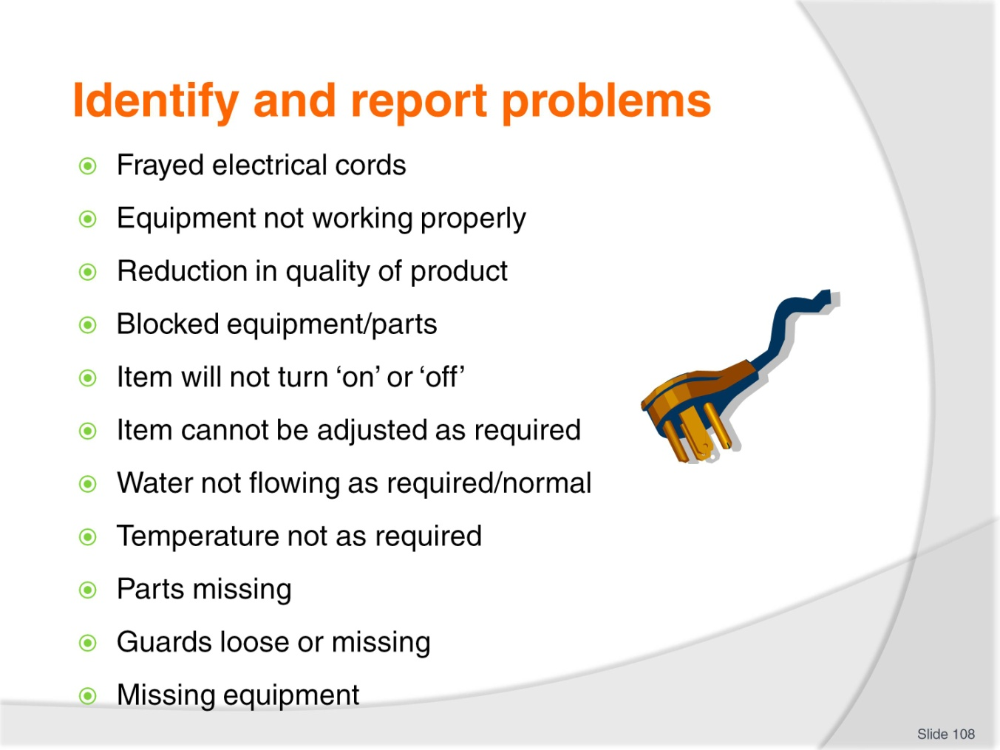 Identify and report problems
Frayed electrical cords
Equipment not working properly
Reduction in quality of product
Blocked equipment/parts
Item will not turn ‘on’ or ‘off’
Item cannot be adjusted as required
Water not flowing as required/normal
Temperature not as required
Parts missing
Guards loose or missing
Missing equipment
Slide 108